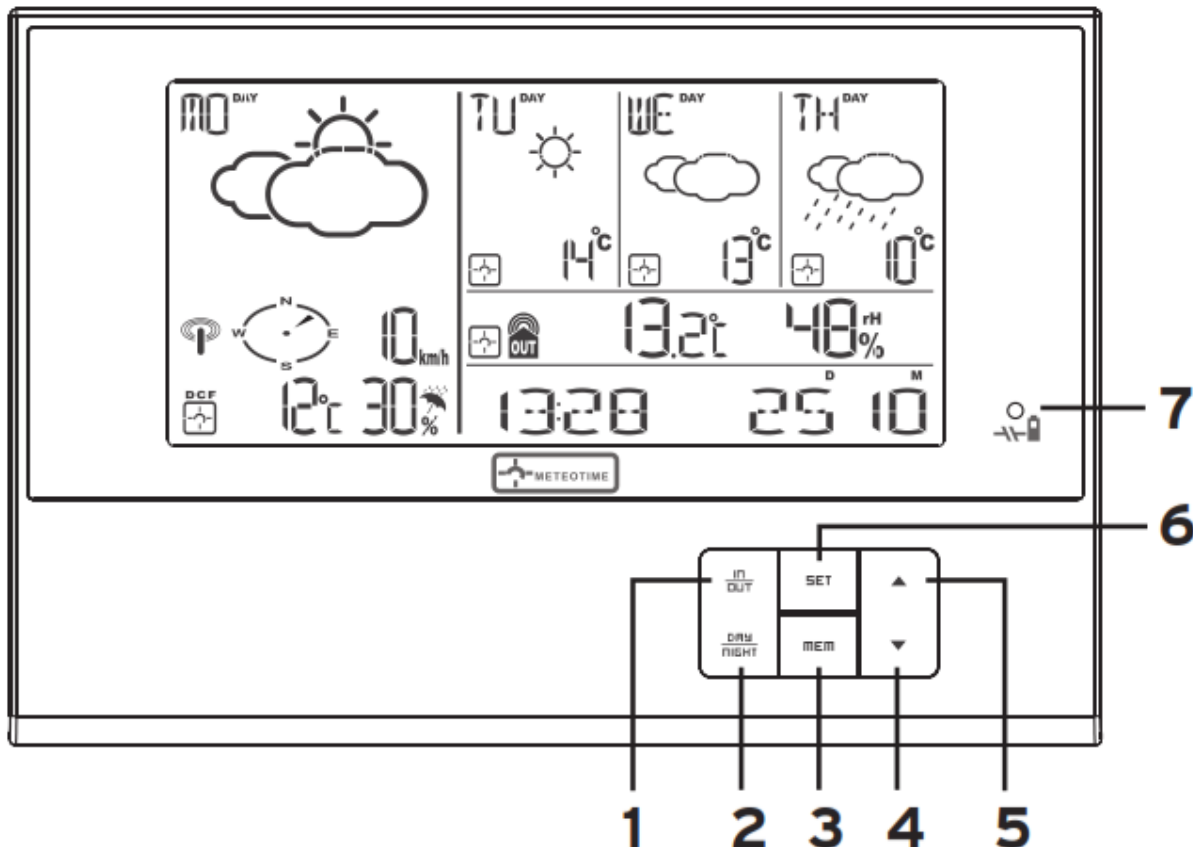 MO DAY
TU DAY
WE DAY
TH DAY
14°C
13°C
10°C
N
W E
S
10 km/h
OUT
13.2°C
48 rH %
DCF
12°C 30 %
13:28
D M
25 10
METEOTIME
7
6
IN
OUT
SET
DAY
NIGHT
MEM
1 2 3 4 5